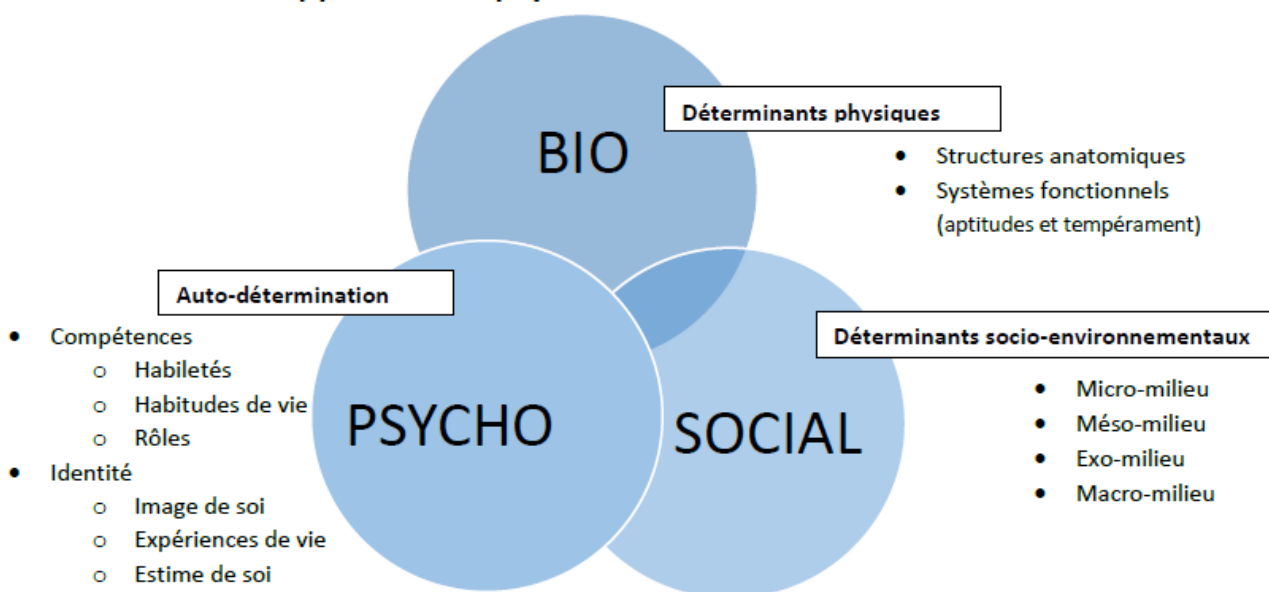 BIO
Déterminants physiques
• Structures anatomiques
• Systèmes fonctionnels
(aptitudes et tempérament)
Auto-détermination
• Compétences
o Habiletés
o Habitudes de vie
o Rôles
• Identité
o Image de soi
o Expériences de vie
o Estime de soi
PSYCHO
SOCIAL
Déterminants socio-environnementaux
• Micro-milieu
• Méso-milieu
• Exo-milieu
• Macro-milieu